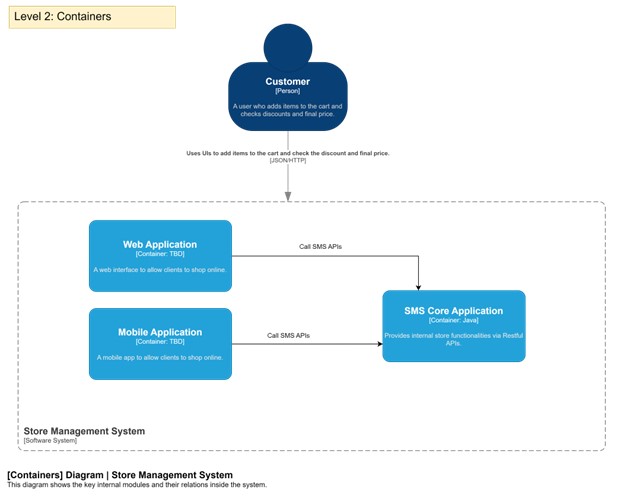 Level 2: Containers
Customer
[Person]
A user who adds items to the cart and
checks discounts and final price.
Uses UIs to add items to the cart and check the discount and final price.
[JSON/HTTP]
Web Application
[Container: TBD]
A web interface to allow clients to shop online.
Call SMS APIs
Mobile Application
[Container: TBD]
A mobile app to allow clients to shop online.
Call SMS APIs
SMS Core Application
[Container: Java]
Provides internal store functionalities via Restful
APIs.
Store Management System
[Software System]
[Containers] Diagram | Store Management System
This diagram shows the key internal modules and their relations inside the system.